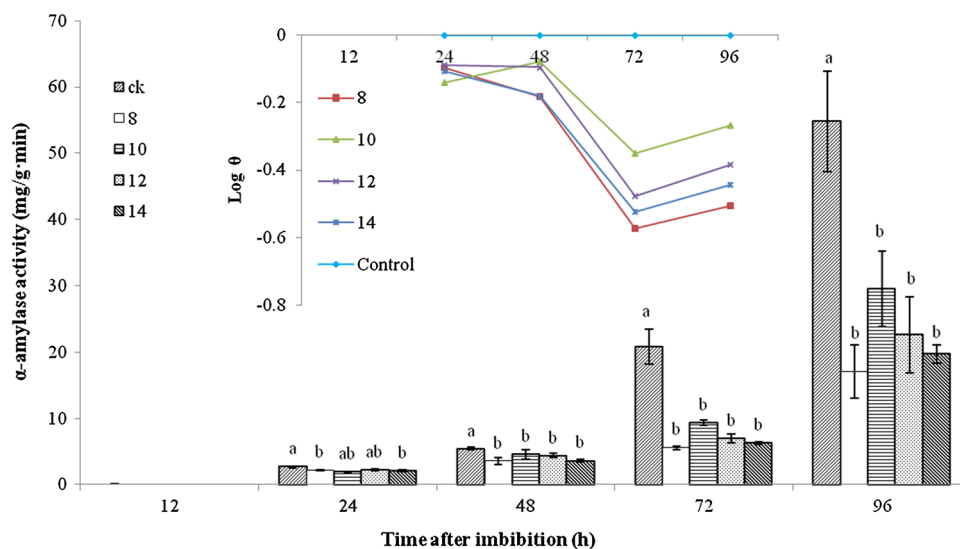 70
60
50
40
30
20
10
0
α-amylase activity (mg/g·min)
ck
8
10
12
14
0
-0.2
-0.4
-0.6
-0.8
Log θ
12 24 48 72 96
8
10
12
14
Control
a b ab ab b
a b b b b
a b b b b
a b b b b
12 24 48 72 96
Time after imbibition (h)